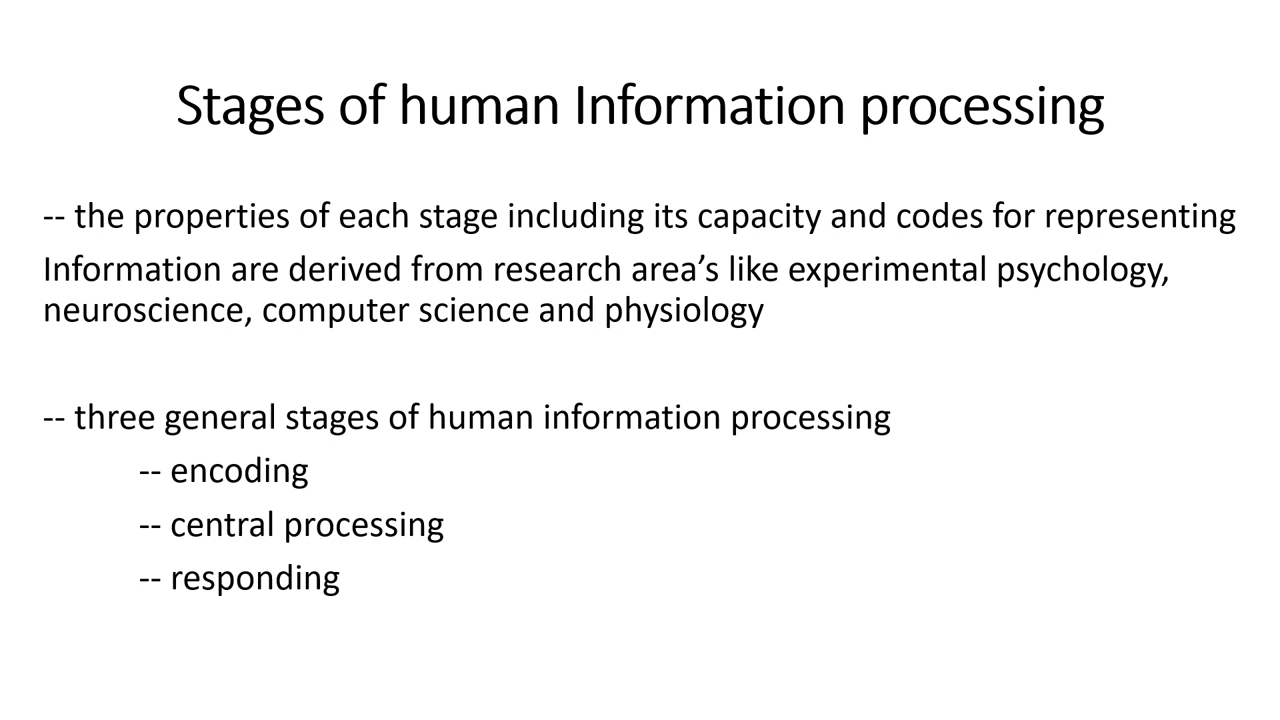 Stages of human Information processing
-- the properties of each stage including its capacity and codes for representing
Information are derived from research area’s like experimental psychology,
neuroscience, computer science and physiology
-- three general stages of human information processing
-- encoding
-- central processing
-- responding